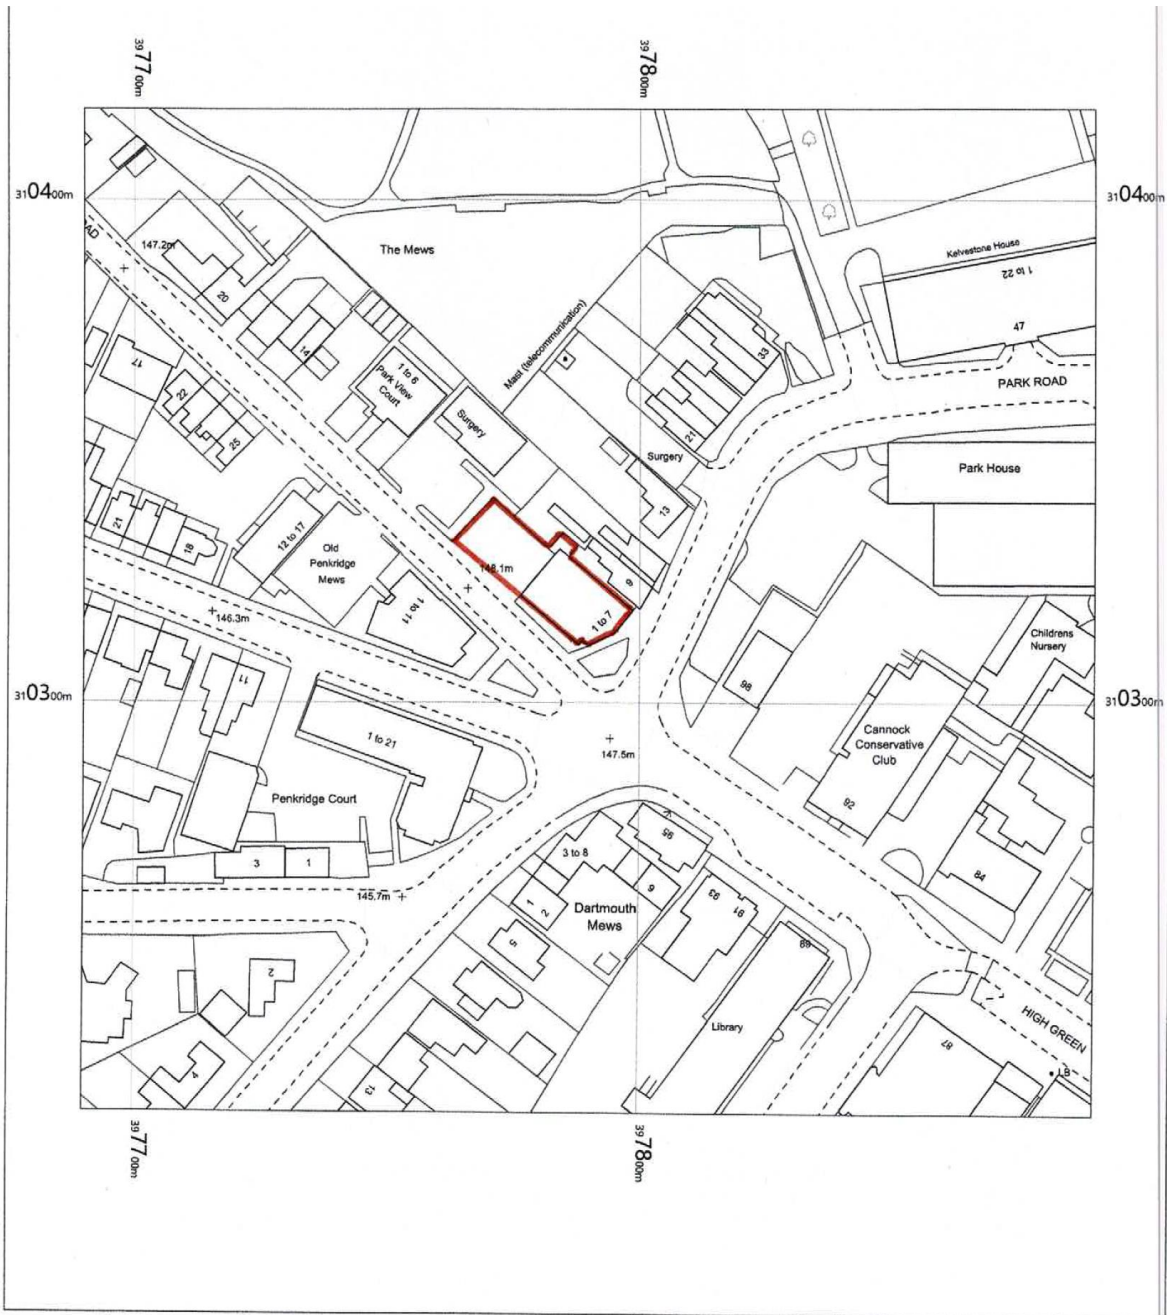 3977 00m
3978 00m
3104 00m
3104 00m
AD
147.2m
20
The Mews
Kelvestone House
1 to 22
47
PARK ROAD
14
17
22
25
1 to 6
Park View
Court
Mast (telecommunication)
33
21
Surgery
Surgery
13
Park House
21
18
12 to 17
Old
Penkridge
Mews
148.1m
9
1 to 7
1 to 11
146.3m
11
98
Childrens
Nursery
3103 00m
3103 00m
1 to 21
147.5m
Cannock
Conservative
Club
92
Penkridge Court
3
1
95
3 to 8
9
84
145.7m
1
2
Dartmouth
Mews
93
91
5
89
2
Library
HIGH GREEN
87
LB
4
13
3977 00m
3978 00m